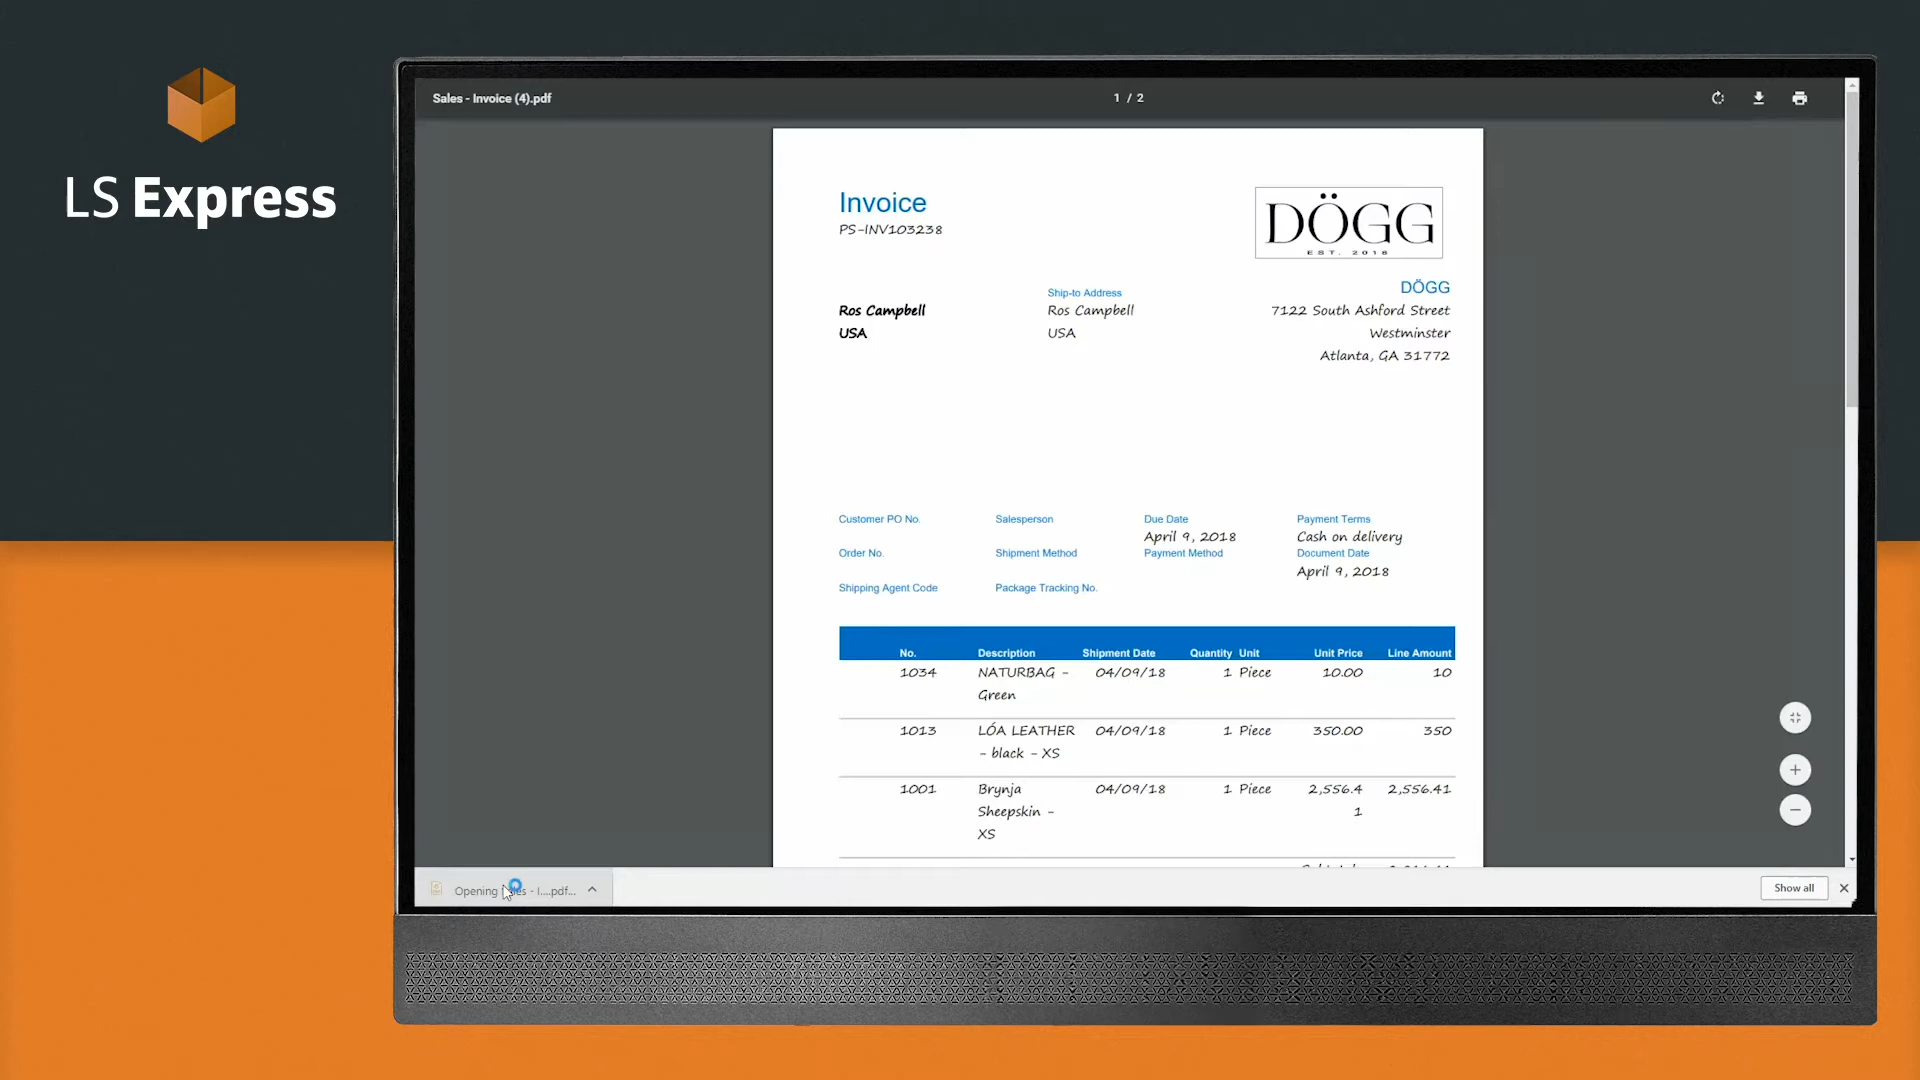 LS Express
Sales - Invoice (4).pdf
1 / 2
Invoice
PS-INV103238
DÖGG
EST. 2018
DÖGG
7122 South Ashford Street
Westminster
Atlanta, GA 31772
Ros Campbell
USA
Ship-to Address
Ros Campbell
USA
Customer PO No.
Salesperson
Due Date
April 9, 2018
Payment Terms
Cash on delivery
Order No.
Shipment Method
Payment Method
Document Date
April 9, 2018
Shipping Agent Code
Package Tracking No.
No. Description Shipment Date Quantity Unit Unit Price Line Amount
1034 NATURBAG - 04/09/18 1 Piece 10.00 10
Green
1013 LÓA LEATHER 04/09/18 1 Piece 350.00 350
- black - XS
1001 Brynja 04/09/18 1 Piece 2,556.4 2,556.41
Sheepskin - 1
XS
Opening - I....pdf...
Show all